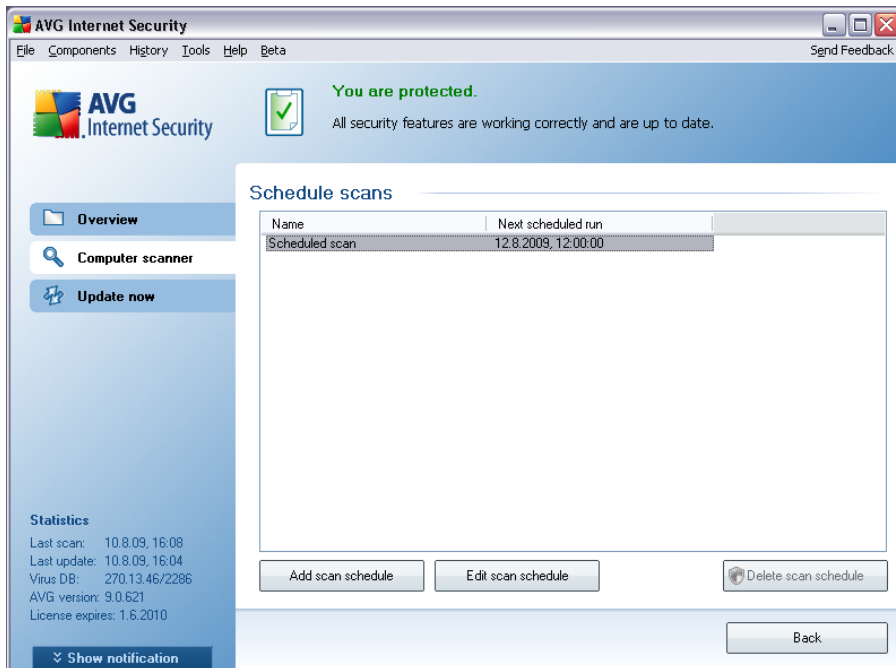 AVG Internet Security
File Components History Tools Help Beta Send Feedback
AVG
Internet Security
You are protected.
All security features are working correctly and are up to date.
Schedule scans
Overview
Computer scanner
Update now
Name Next scheduled run
Scheduled scan 12.8.2009, 12:00:00
Statistics
Last scan: 10.8.09, 16:08
Last update: 10.8.09, 16:04
Virus DB: 270.13.46/2286
AVG version: 9.0.621
License expires: 1.6.2010
Show notification
Add scan schedule Edit scan schedule Delete scan schedule
Back